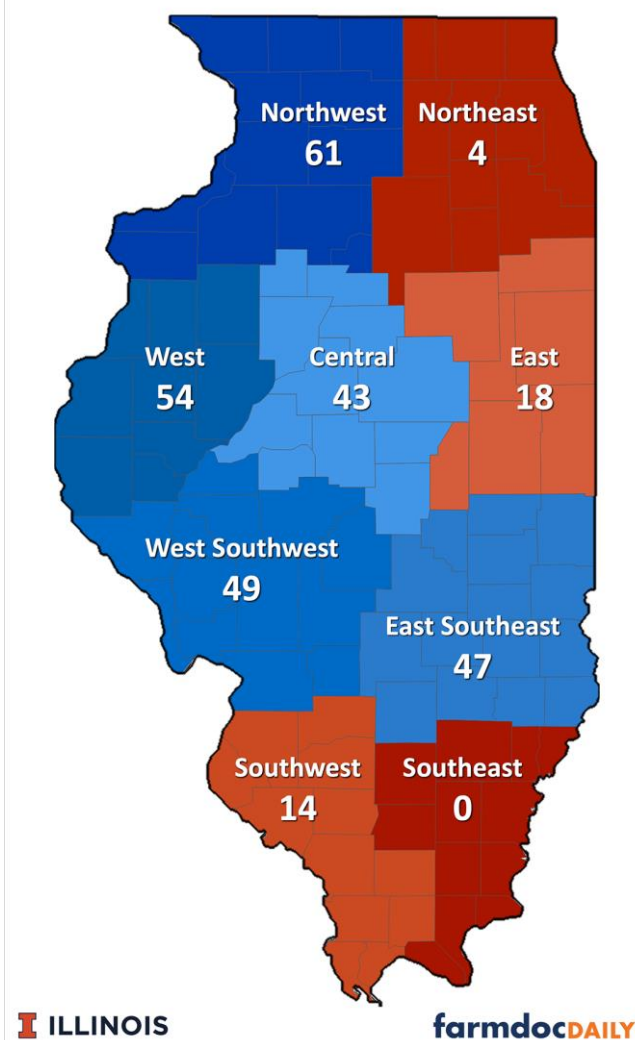 Northwest
61
Northeast
4
West
54
Central
43
East
18
West Southwest
49
East Southeast
47
Southwest
14
Southeast
0
I ILLINOIS
farmdocDAILY